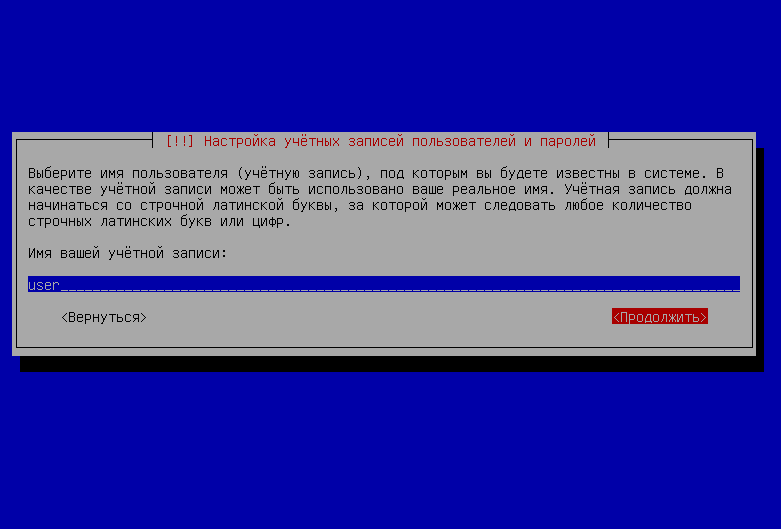 [!!] Настройка учётных записей пользователей и паролей
Выберите имя пользователя (учётную запись), под которым вы будете известны в системе. В
качестве учётной записи может быть использовано ваше реальное имя. Учётная запись должна
начинаться со строчной латинской буквы, за которой может следовать любое количество
строчных латинских букв или цифр.
Имя вашей учётной записи:
user
<Вернуться> <Продолжить>